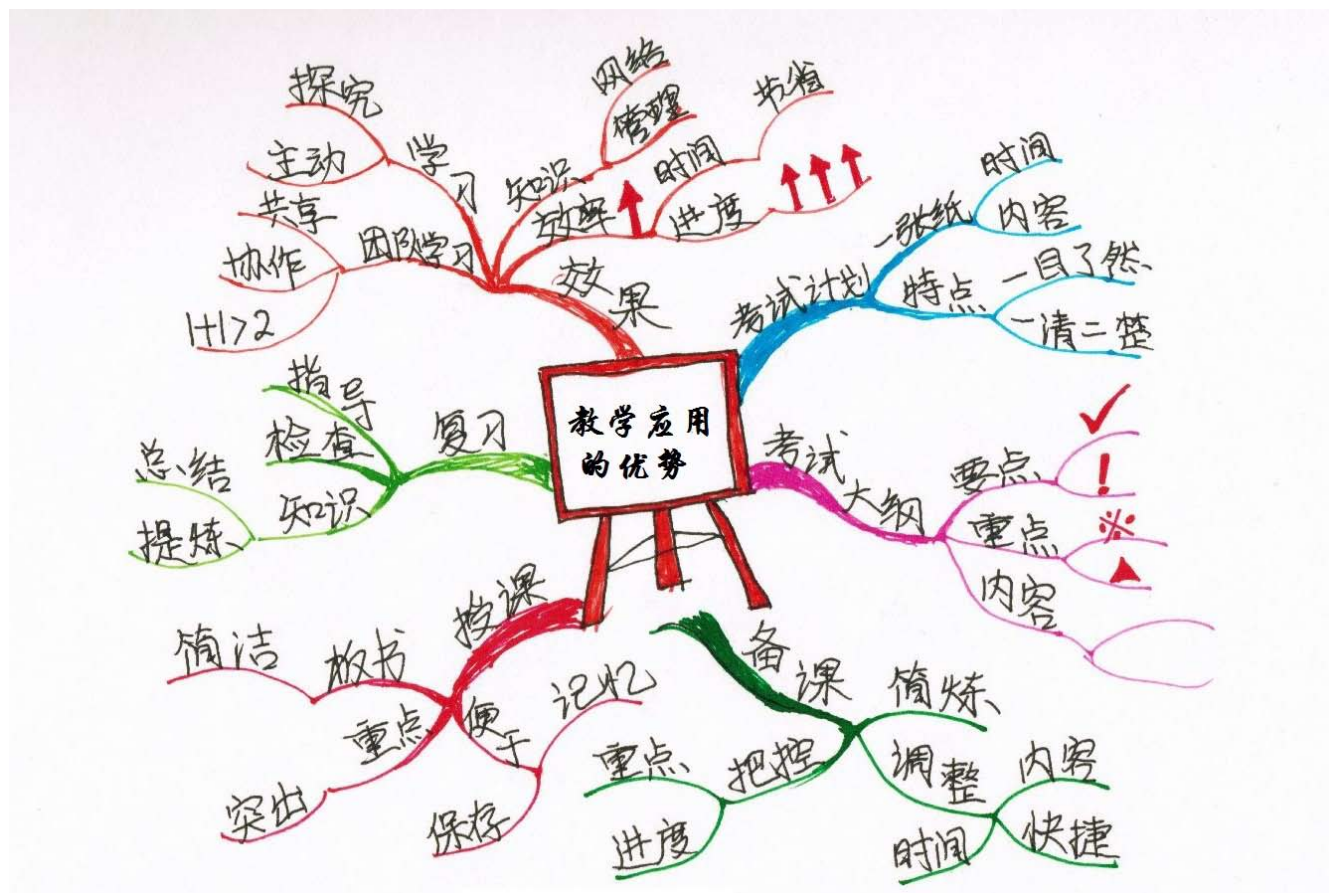 教学应用
的优势
考试计划
一张纸
时间
内容
特点
一目了然
一清二楚
考试
大纲
要点
!
重点
※
内容
备课
简炼
调整
内容
快捷
时间
把控
重点
进度
授课
板书
简洁
重点
突出
便于
记忆
保存
复习
指导
检查
知识
总结
提炼
效果
团队学习
共享
协作
1+1>2
学习
探究
主动
知识
网络
管理
效率
时间
节省
进度